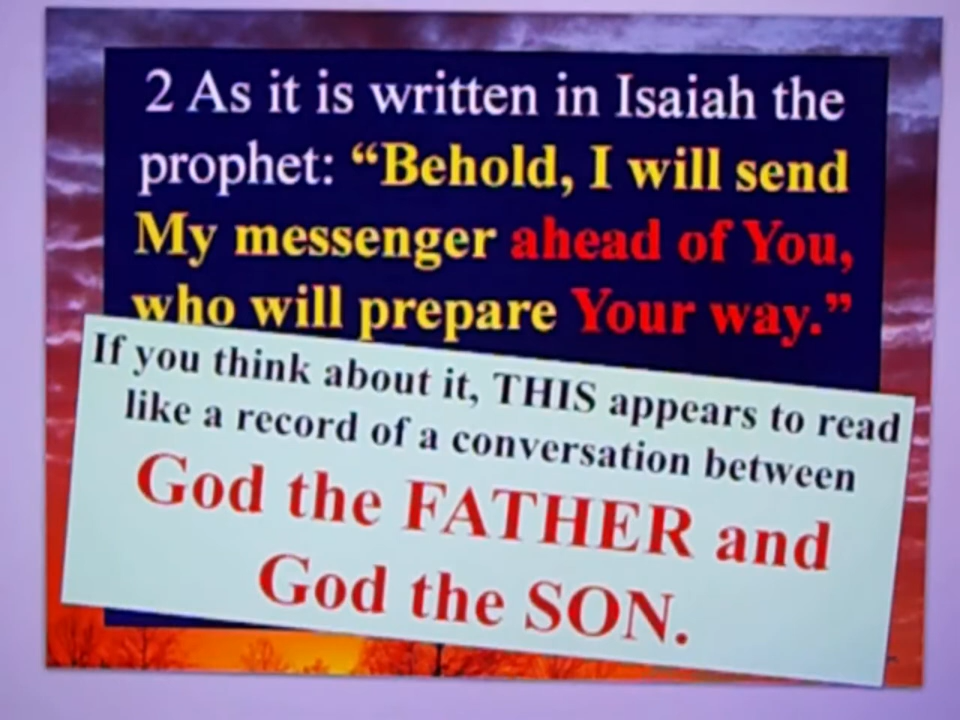 2 As it is written in Isaiah the
prophet: “Behold, I will send
My messenger ahead of You,
who will prepare Your way.”
If you think about it, THIS appears to read
like a record of a conversation between
God the FATHER and
God the SON.